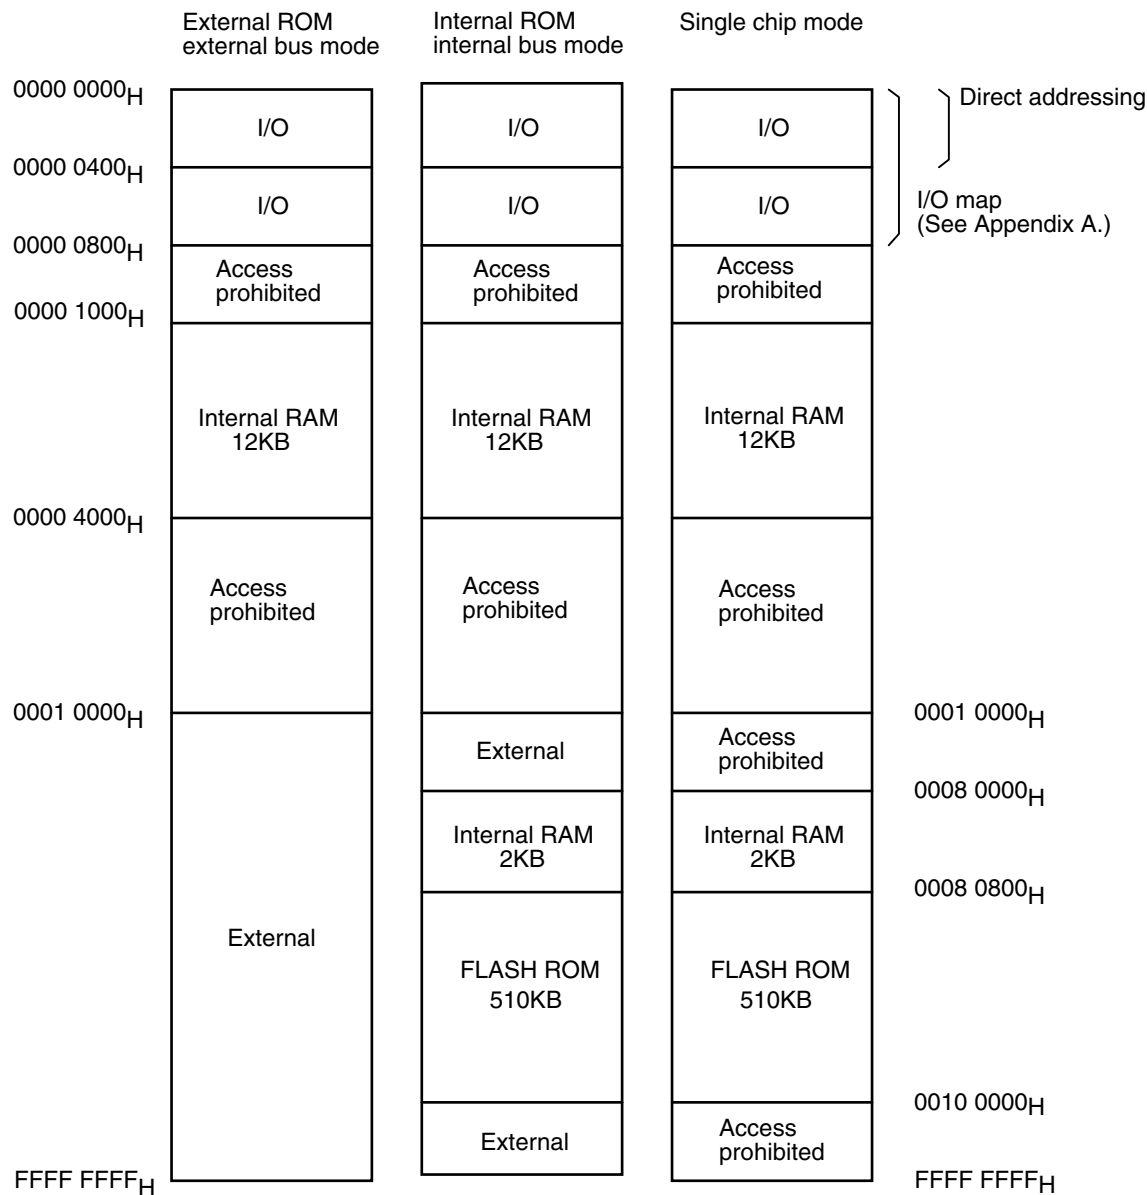 External ROM
external bus mode
Internal ROM
internal bus mode
Single chip mode
0000 0000H
I/O
I/O
I/O
Direct addressing
0000 0400H
I/O
I/O
I/O
I/O map
(See Appendix A.)
0000 0800H
Access
prohibited
Access
prohibited
Access
prohibited
0000 1000H
Internal RAM
12KB
Internal RAM
12KB
Internal RAM
12KB
0000 4000H
Access
prohibited
Access
prohibited
Access
prohibited
0001 0000H
0001 0000H
External
Access
prohibited
0008 0000H
Internal RAM
2KB
Internal RAM
2KB
0008 0800H
External
FLASH ROM
510KB
FLASH ROM
510KB
0010 0000H
External
Access
prohibited
FFFF FFFFH
FFFF FFFFH